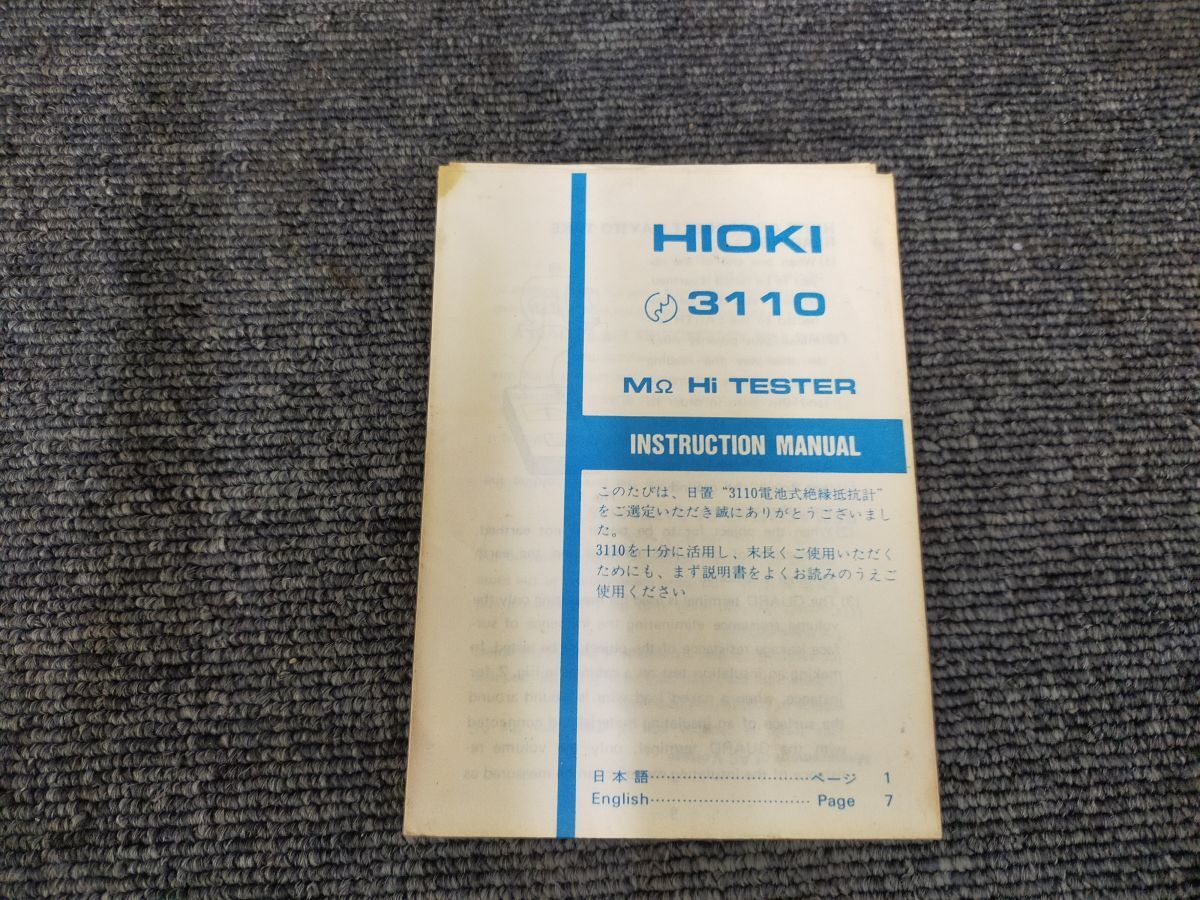 HIOKI
3110
MΩ Hi TESTER
INSTRUCTION MANUAL
このたびは、日置“3110電池式絶縁抵抗計”
をご選定いただき誠にありがとうございまし
た。
3110を十分に活用し、末長くご使用いただく
ためにも、まず説明書をよくお読みのうえご
使用ください
日本語……………………………ページ 1
English…………………………… Page 7